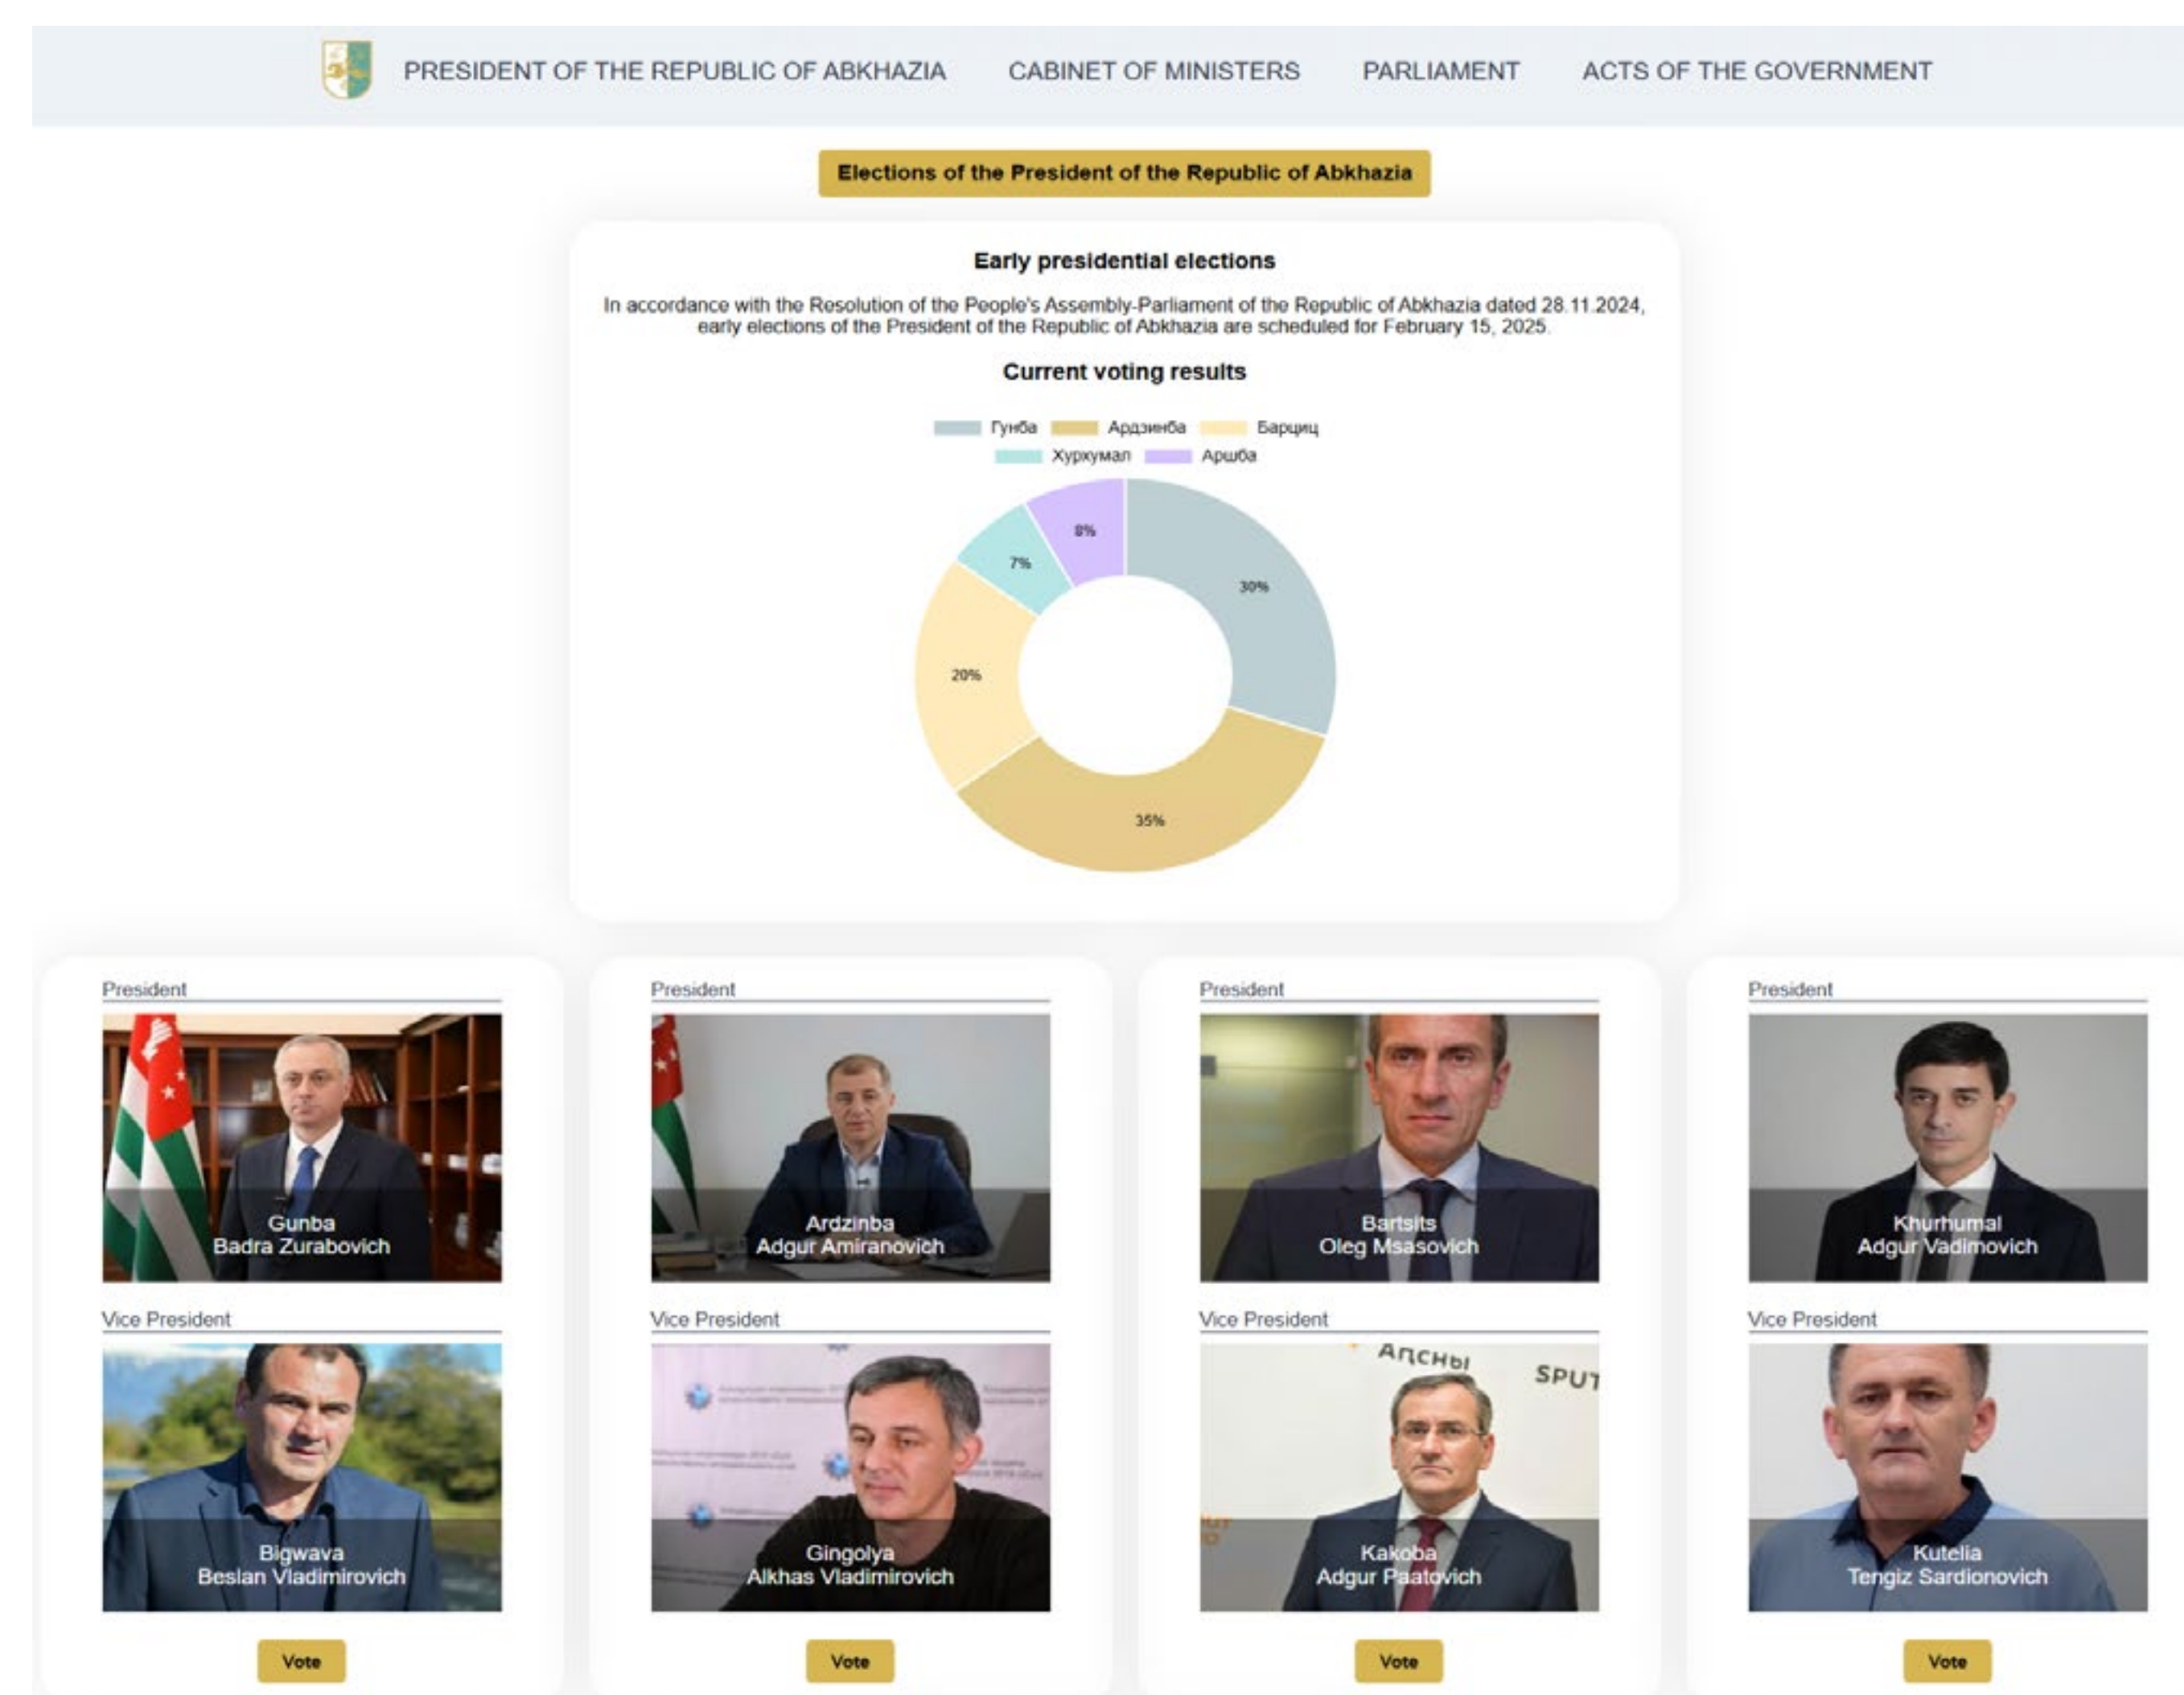 PRESIDENT OF THE REPUBLIC OF ABKHAZIA CABINET OF MINISTERS PARLIAMENT ACTS OF THE GOVERNMENT
Elections of the President of the Republic of Abkhazia
Early presidential elections
In accordance with the Resolution of the People's Assembly-Parliament of the Republic of Abkhazia dated 28.11.2024,
early elections of the President of the Republic of Abkhazia are scheduled for February 15, 2025.
Current voting results
Гунба Ардзинба Барциц
Хурхумал Аршба
8%
7%
30%
20%
35%
President
Gunba
Badra Zurabovich
Vice President
Bigwava
Beslan Vladimirovich
Vote
President
Ardzinba
Adgur Amiranovich
Vice President
Gingolya
Alkhas Vladimirovich
Vote
President
Bartsits
Oleg Msasovich
Vice President
АԤСНЫ
SPUT
Kakoba
Adgur Paatovich
Vote
President
Khurhumal
Adgur Vadimovich
Vice President
Kutelia
Tengiz Sardionovich
Vote